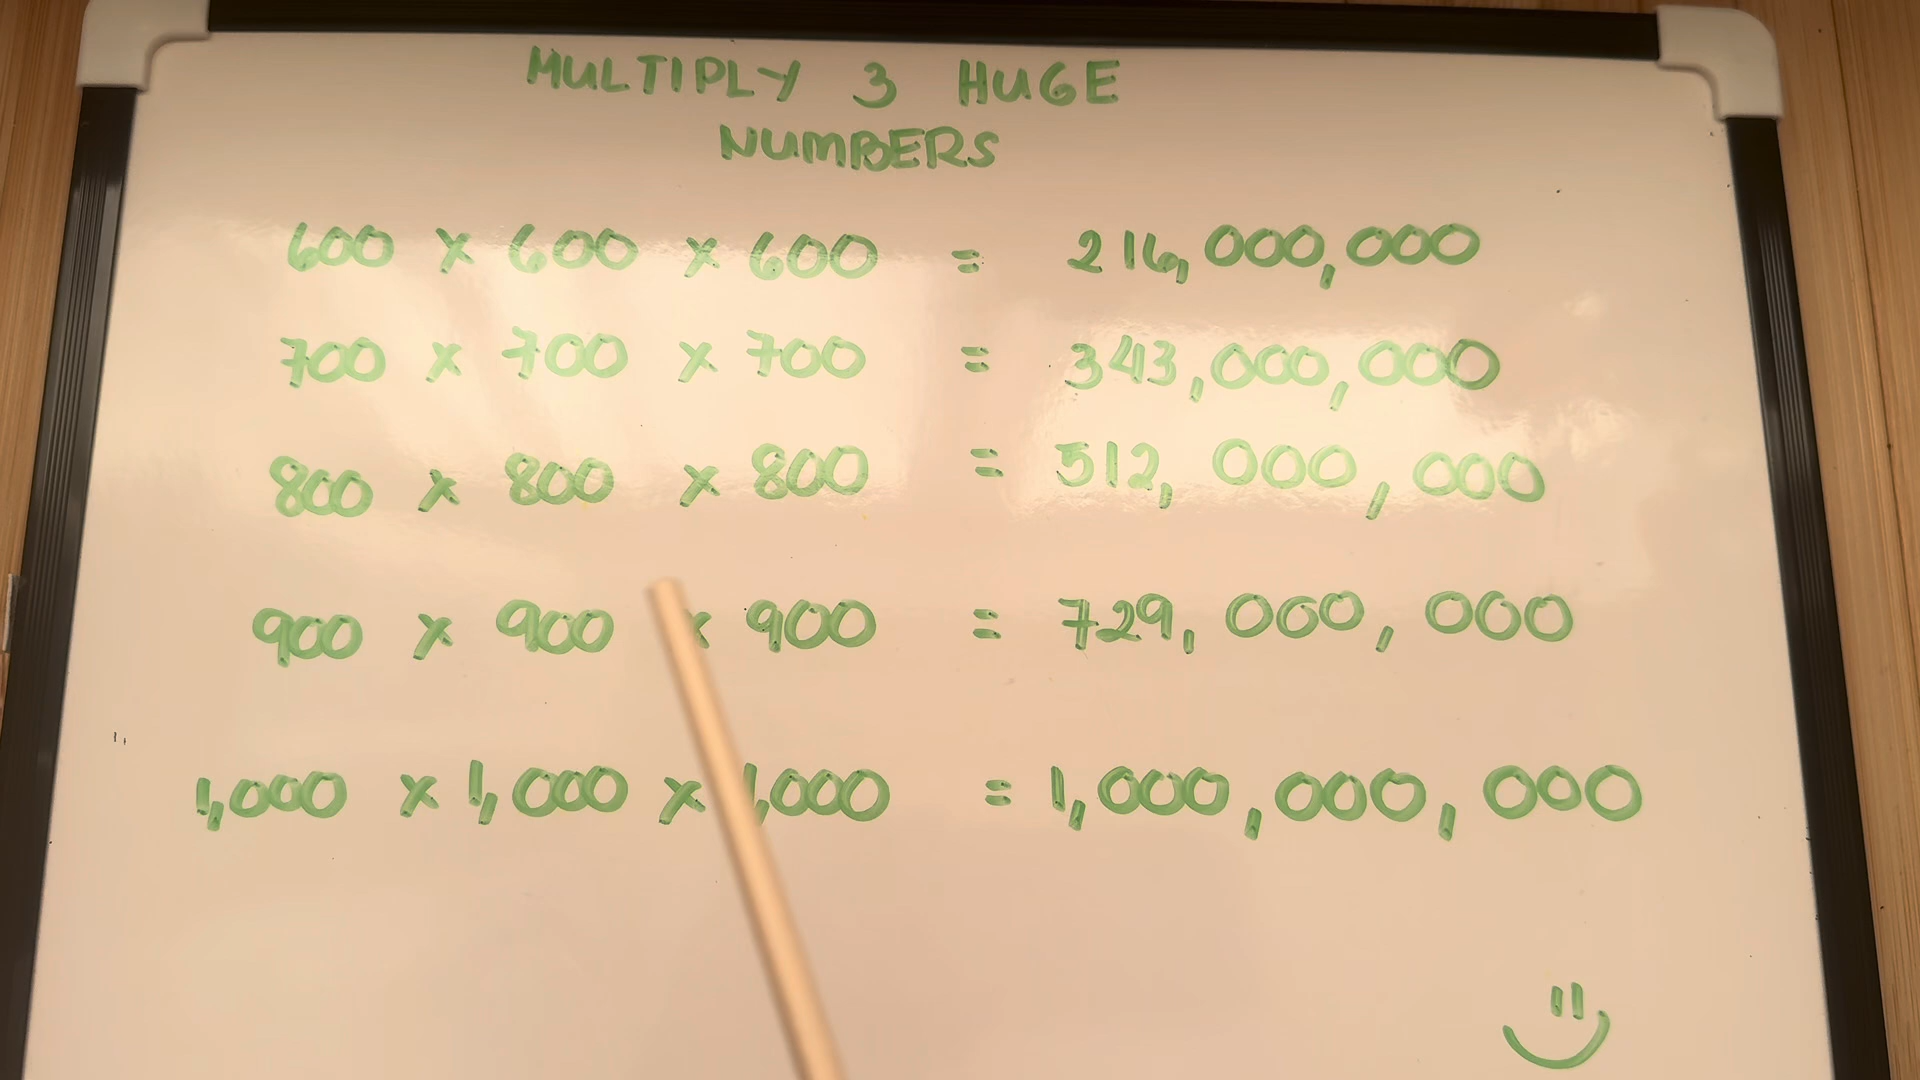 MULTIPLY 3 HUGE
NUMBERS
600 x 600 x 600 = 216,000,000
700 x 700 x 700 = 343,000,000
800 x 800 x 800 = 512,000,000
900 x 900 x 900 = 729,000,000
1,000 x 1,000 x 1,000 = 1,000,000,000